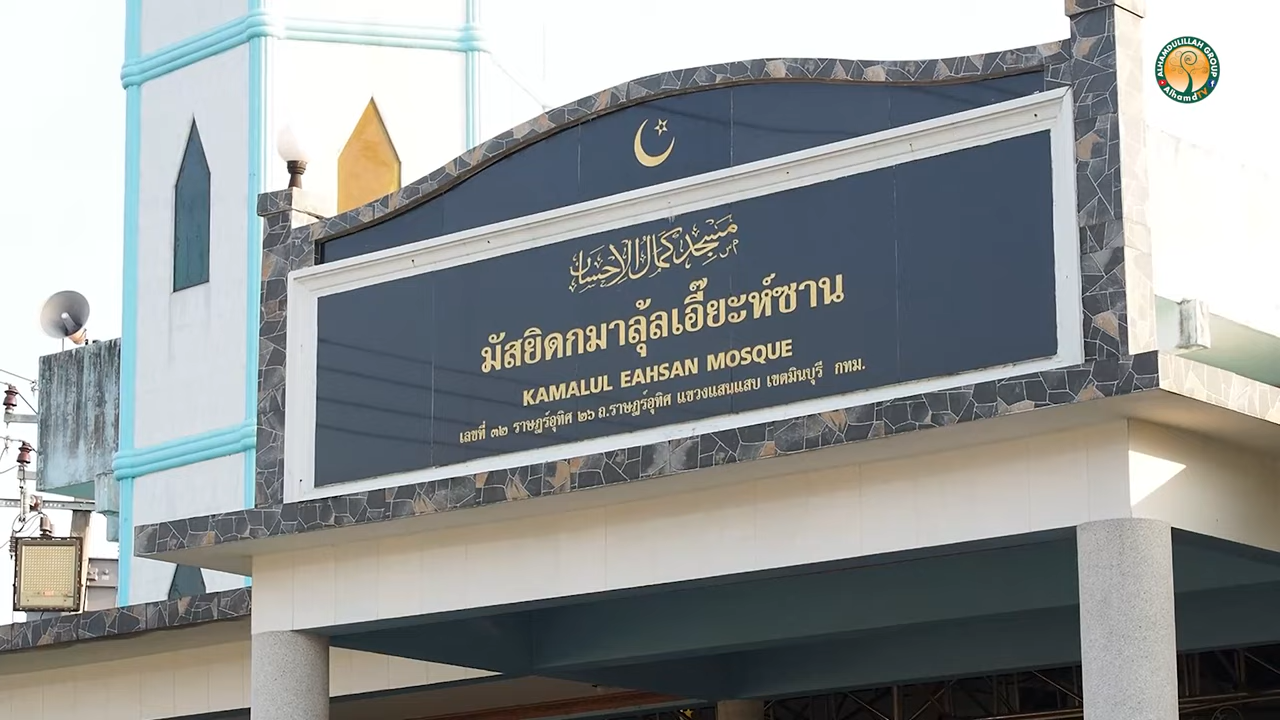 مسجد كمال الإحسان
มัสยิดกมาลุ้ลเอี๊ยะห์ซาน
KAMALUL EAHSAN MOSQUE
เลขที่ ๓๒ ราษฎร์อุทิศ ๒๖ ถ.ราษฎร์อุทิศ แขวงแสนแสบ เขตมีนบุรี กทม.
ALHAMDULILLAH GROUP
AlhamdTV